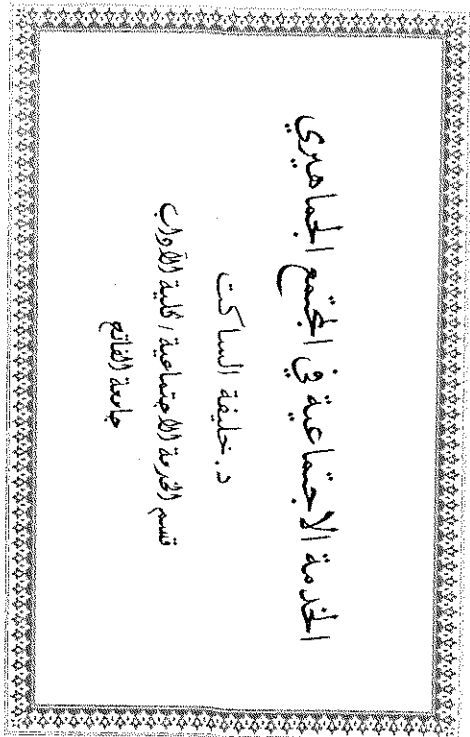 الخدمة الاجتماعية في المجتمع الجماهيري
د. خليفة الساكت
قسم الخدمة الاجتماعية / كلية الآداب
جامعة الفاتح